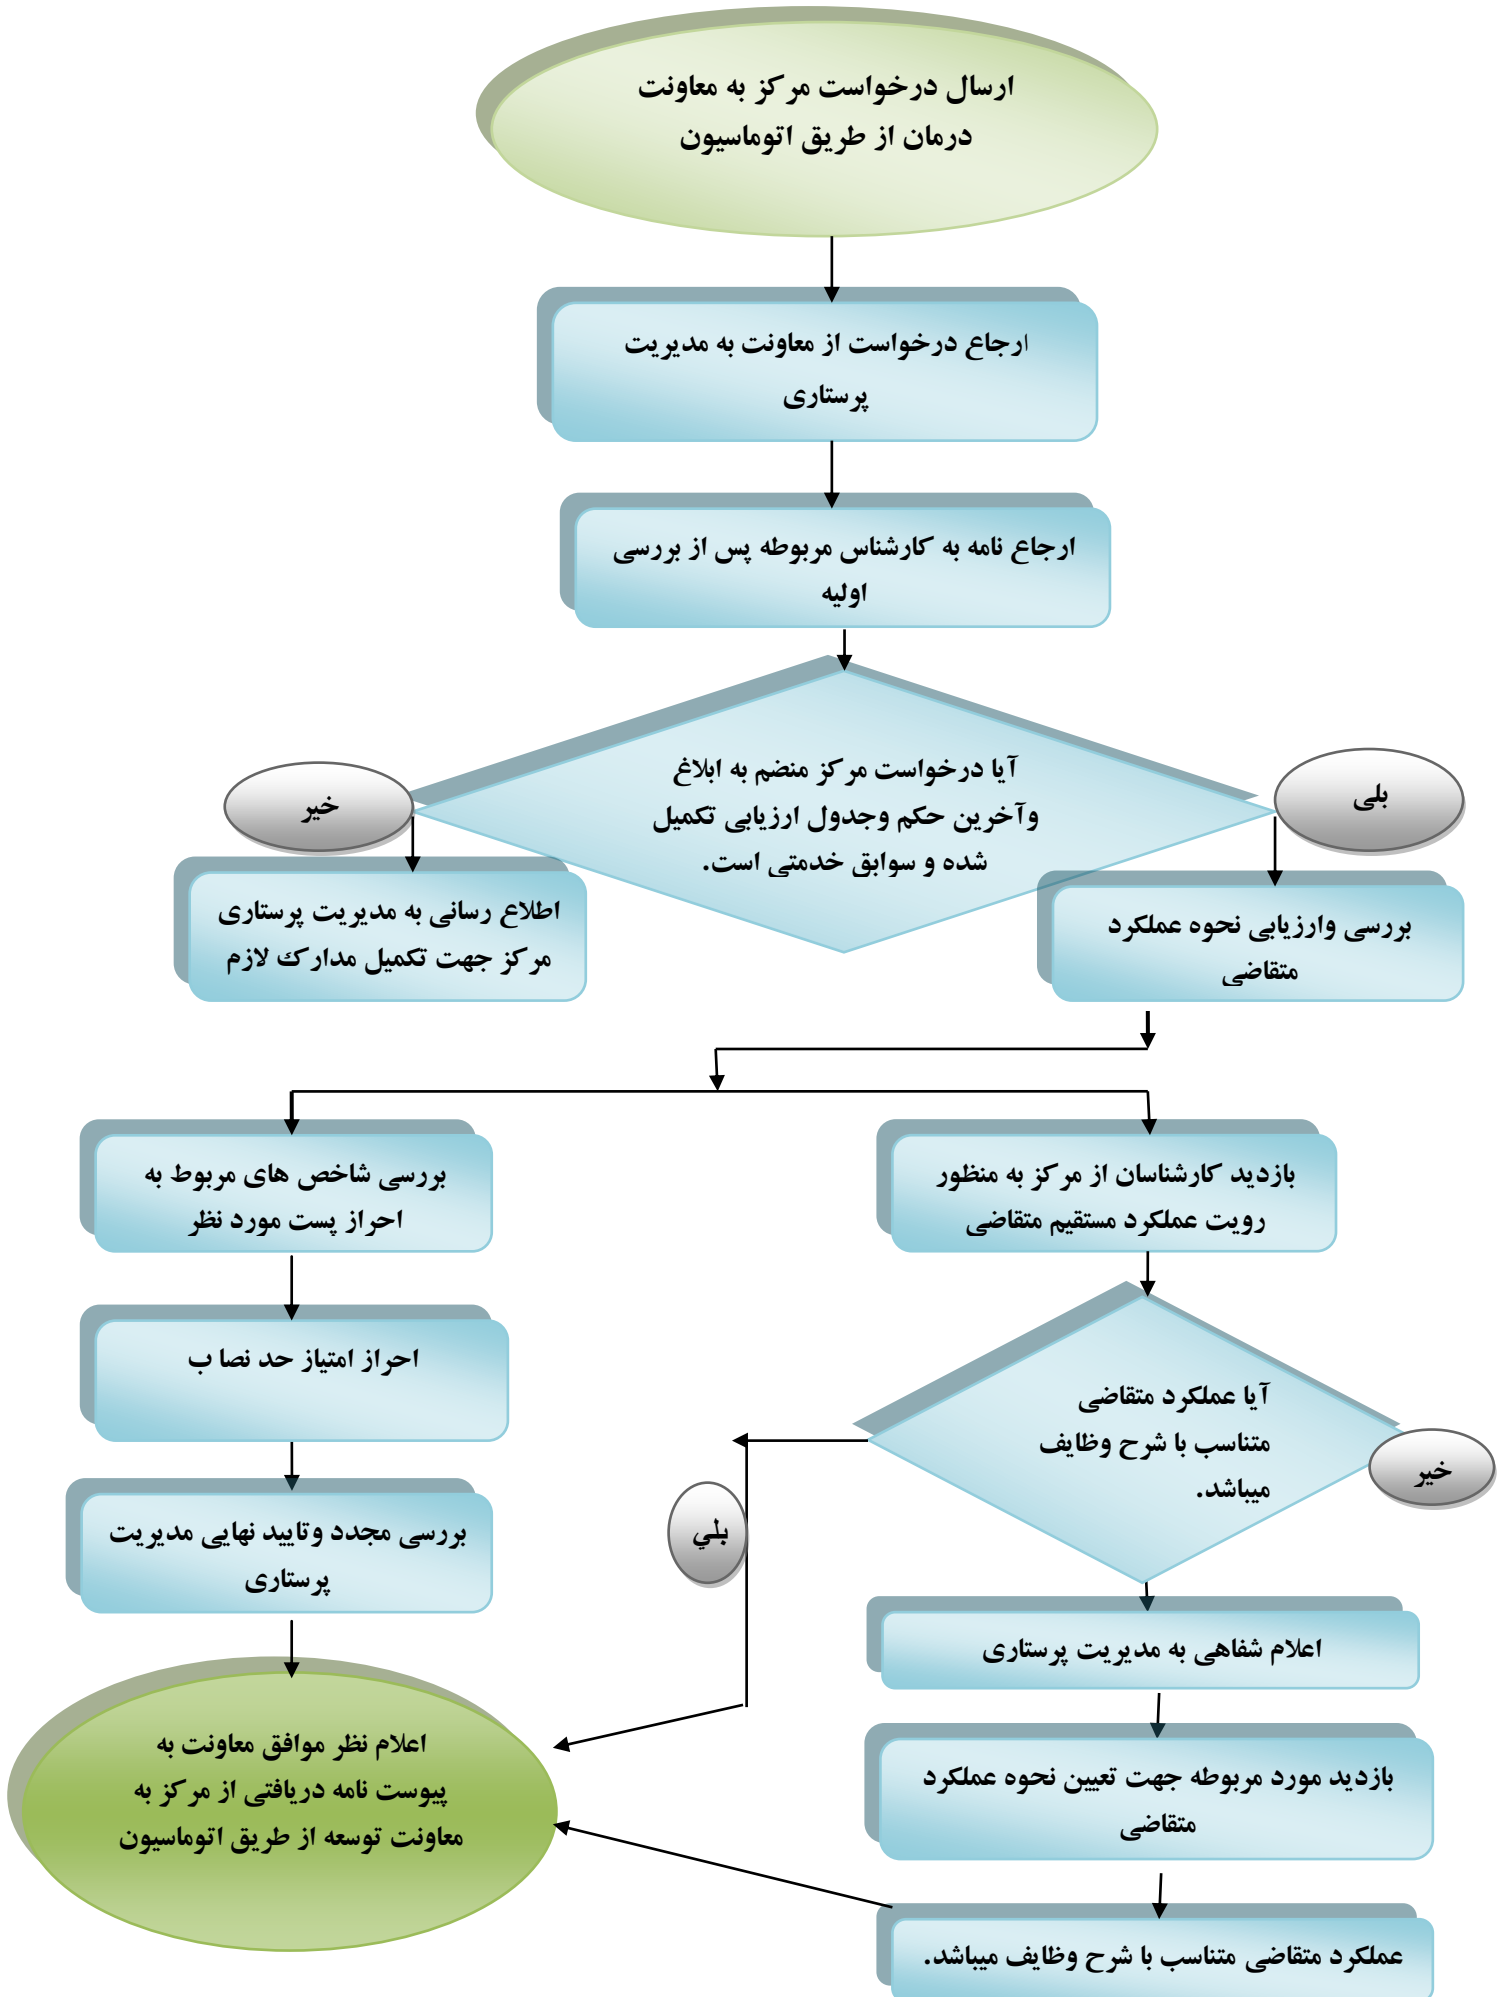 ارسال درخواست مرکز به معاونت
درمان از طریق اتوماسیون
ارجاع درخواست از معاونت به مدیریت
پرستاری
ارجاع نامه به کارشناس مربوطه پس از بررسی
اولیه
آیا درخواست مرکز منضم به ابلاغ
وآخرین حکم وجدول ارزیابی تکمیل
شده و سوابق خدمتی است.
بلی
خیر
بررسی وارزیابی نحوه عملکرد
متقاضی
اطلاع رسانی به مدیریت پرستاری
مرکز جهت تکمیل مدارک لازم
بازدید کارشناسان از مرکز به منظور
رویت عملکرد مستقیم متقاضی
بررسی شاخص های مربوط به
احراز پست مورد نظر
احراز امتیاز حد نصا ب
آیا عملکرد متقاضی
متناسب با شرح وظایف
میباشد.
خیر
بلي
بررسی مجدد وتایید نهایی مدیریت
پرستاری
اعلام شفاهی به مدیریت پرستاری
بازدید مورد مربوطه جهت تعیین نحوه عملکرد
متقاضی
اعلام نظر موافق معاونت به
پیوست نامه دریافتی از مرکز به
معاونت توسعه از طریق اتوماسیون
عملکرد متقاضی متناسب با شرح وظایف میباشد.